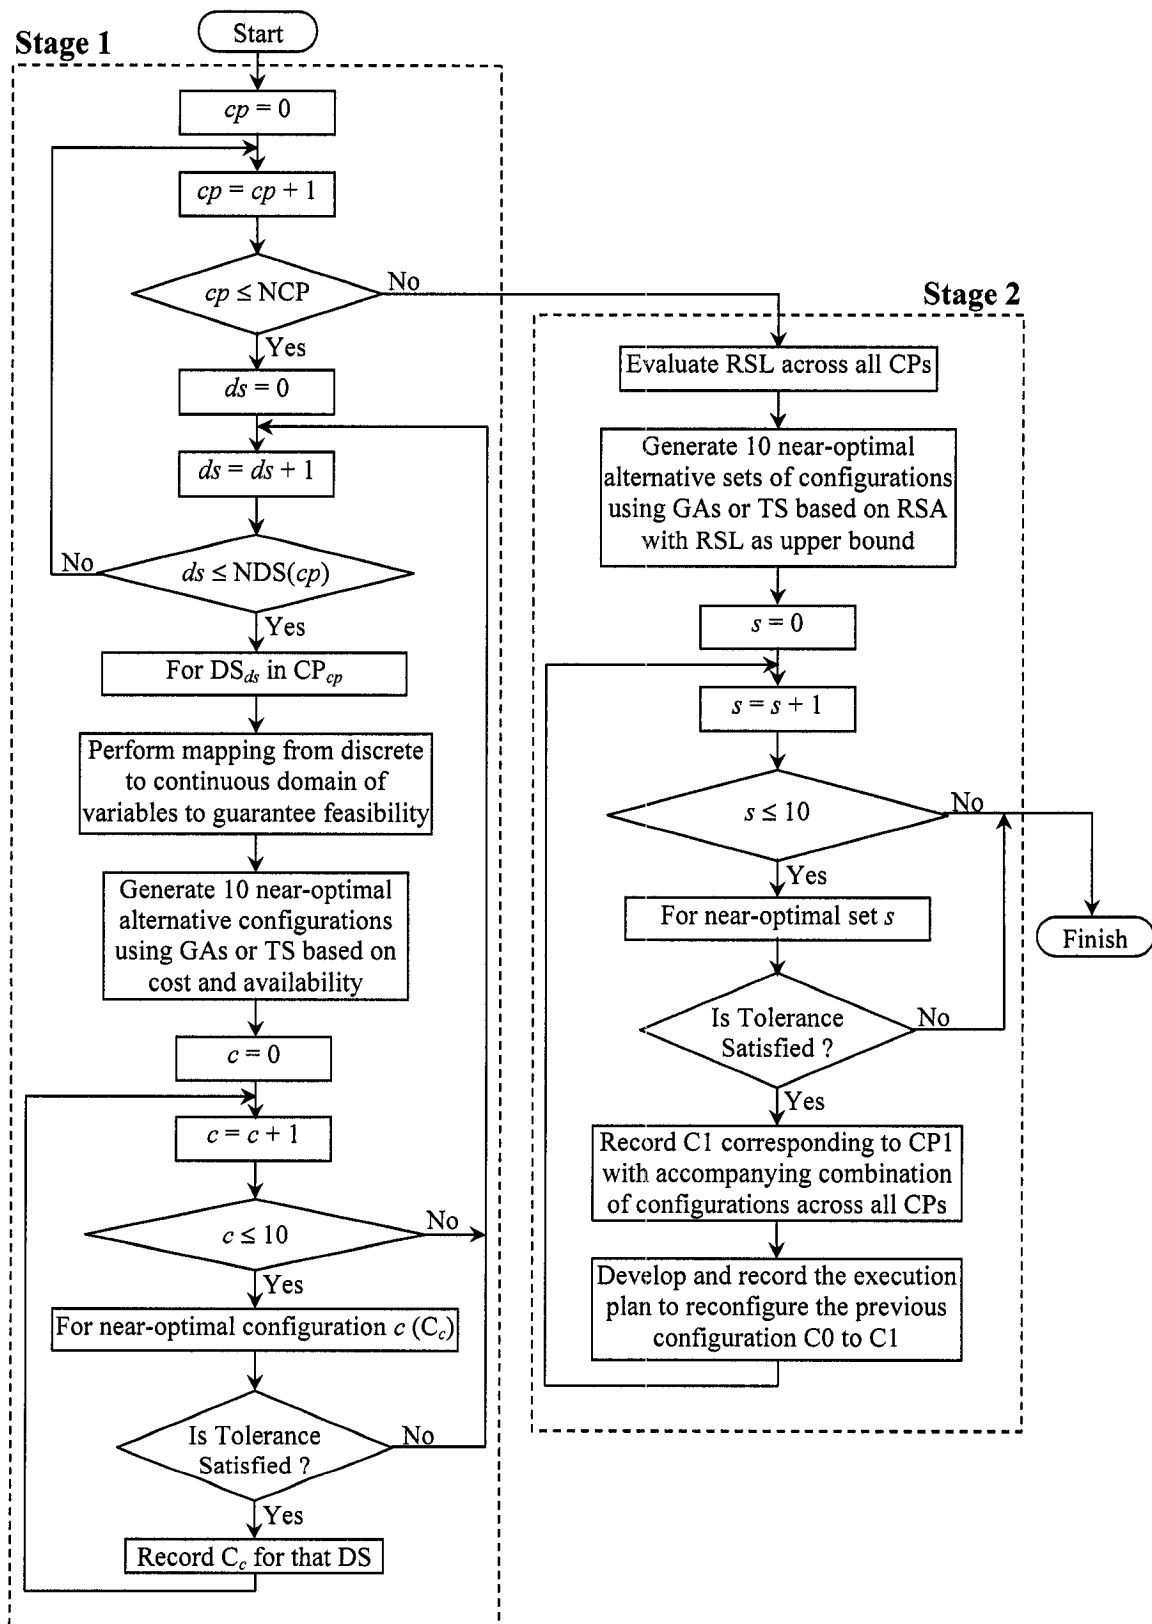 Start
Stage 1
cp = 0
cp = cp + 1
cp ≤ NCP
No
Yes
ds = 0
ds = ds + 1
ds ≤ NDS(cp)
No
Yes
For DSds in CPcp
Perform mapping from discrete
to continuous domain of
variables to guarantee feasibility
Generate 10 near-optimal
alternative configurations
using GAs or TS based on
cost and availability
c = 0
c = c + 1
c ≤ 10
No
Yes
For near-optimal configuration c (Cc)
Is Tolerance
Satisfied ?
No
Yes
Record Cc for that DS
Stage 2
Evaluate RSL across all CPs
Generate 10 near-optimal
alternative sets of configurations
using GAs or TS based on RSA
with RSL as upper bound
s = 0
s = s + 1
s ≤ 10
No
Yes
For near-optimal set s
Is Tolerance
Satisfied ?
No
Yes
Record C1 corresponding to CP1
with accompanying combination
of configurations across all CPs
Develop and record the execution
plan to reconfigure the previous
configuration C0 to C1
Finish